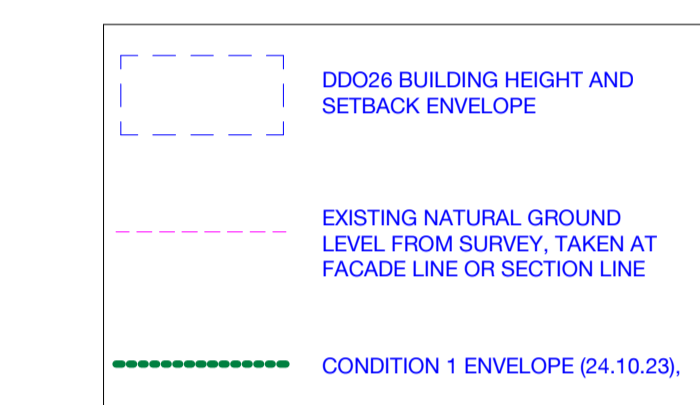 DDO26 BUILDING HEIGHT AND
SETBACK ENVELOPE
EXISTING NATURAL GROUND
LEVEL FROM SURVEY, TAKEN AT
FACADE LINE OR SECTION LINE
CONDITION 1 ENVELOPE (24.10.23),